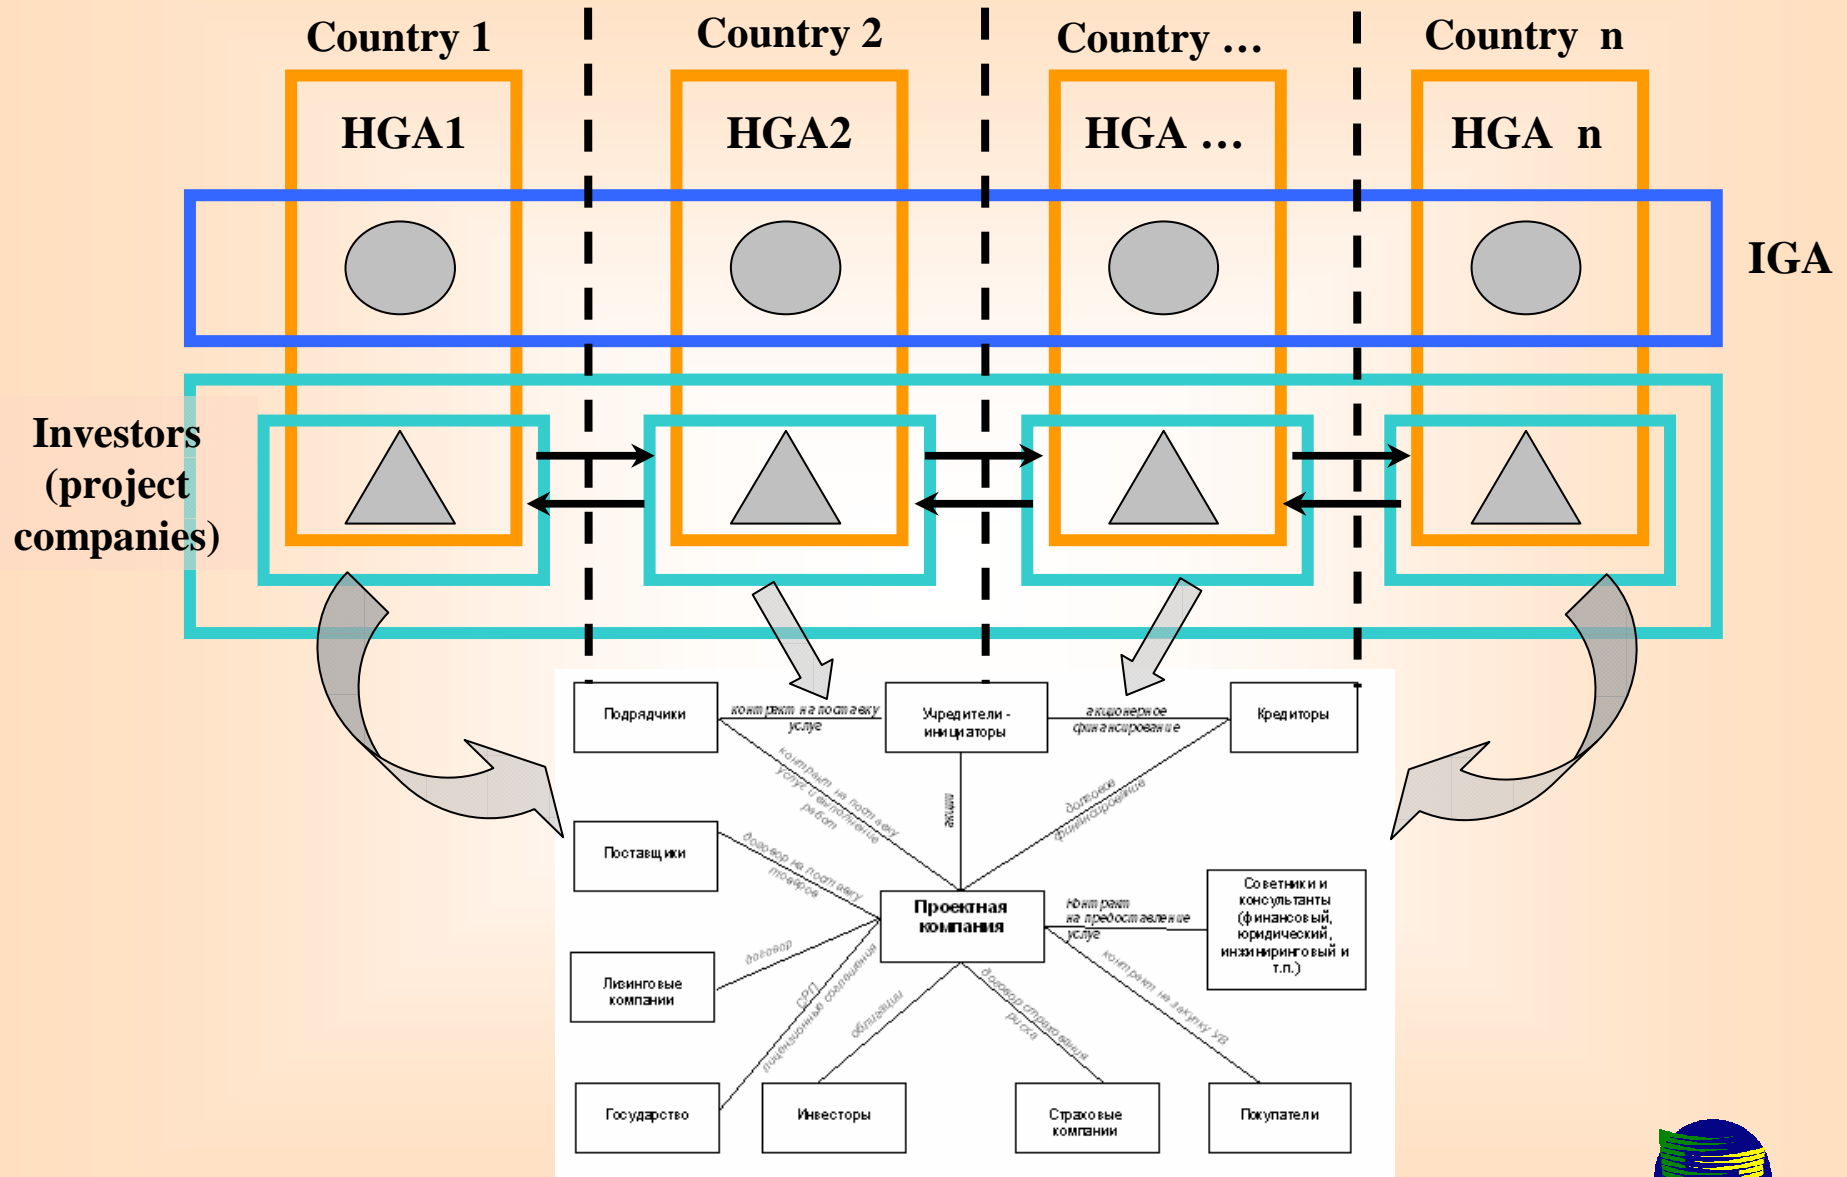 Country 1
Country 2
Country …
Country n
HGA1
HGA2
HGA …
HGA n
IGA
Investors
(project
companies)
Подрядчики
контракт на поставку
услуг
Учредители -
инициаторы
акционерное
финансирование
Кредиторы
контракт на поставку
услуг и выполнение
работ
долговое
финансирование
Поставщики
договор на поставку
товаров
Проектная
компания
Контракт
на предоставление
услуг
Советники и
консультанты
(финансовый,
юридический,
инжиниринговый и
т.п.)
Лизинговые
компании
договор
СРП
лицензионные соглашения
облигации
договор страхования
риска
контракт на закупку УВ
Государство
Инвесторы
Страховые
компании
Покупатели